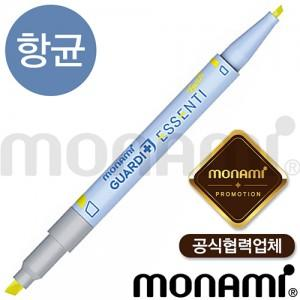 항균
monami
GUARDI+
ESSENTI
monami
monami
PROMOTION
공식협력업체
monami®